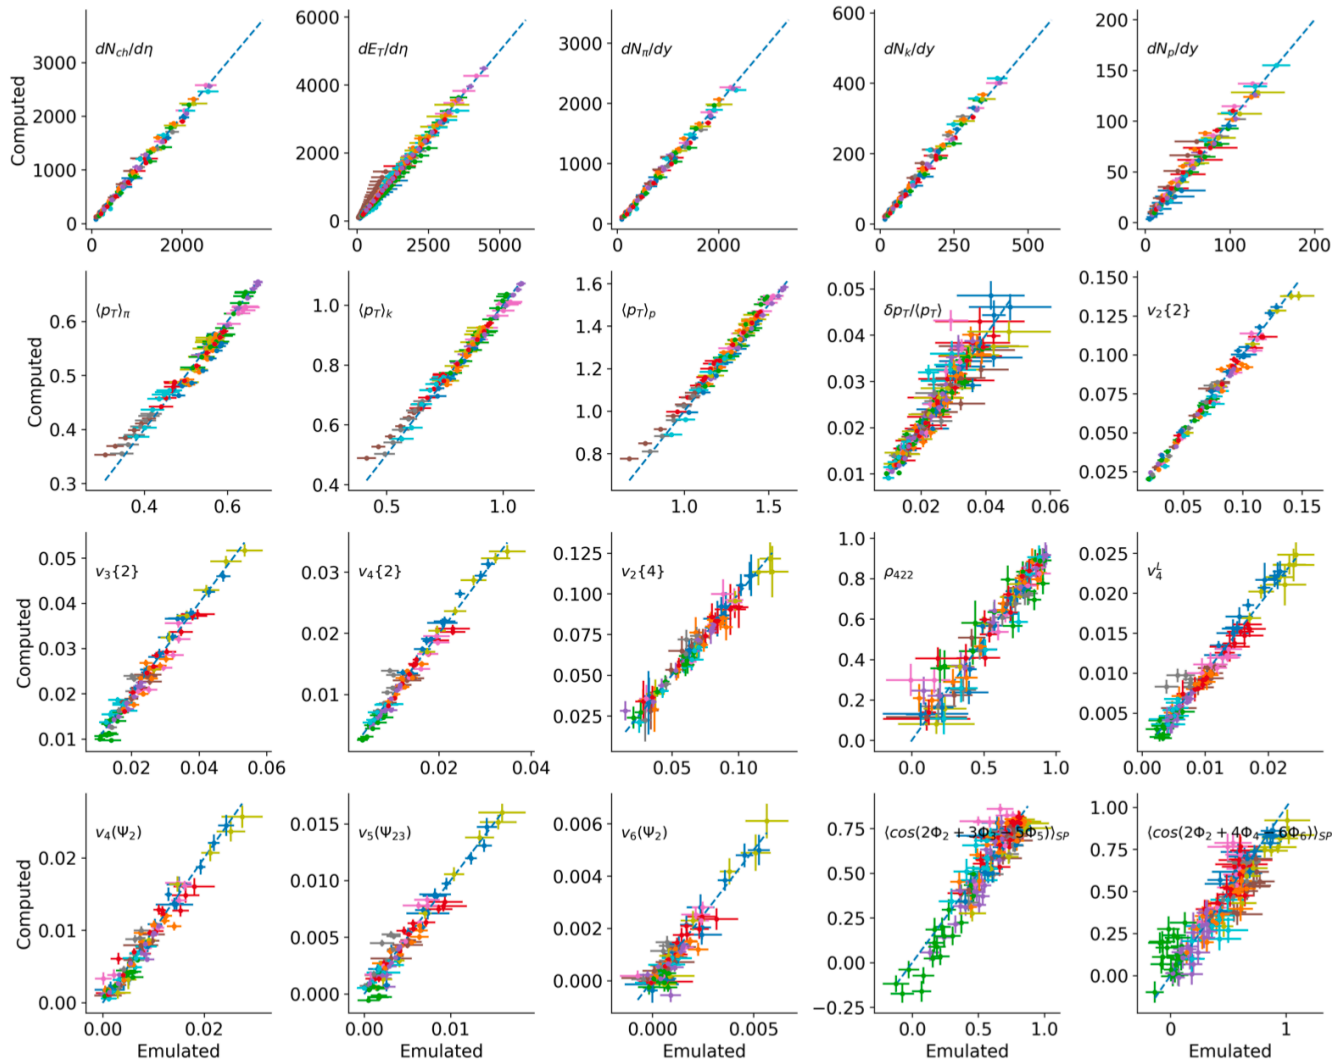 dN_ch/dη
dE_T/dη
dN_π/dy
dN_k/dy
dN_p/dy
Computed
3000
2000
1000
0
0 2000
6000
4000
2000
0
0 2500 5000
3000
2000
1000
0
0 2000
600
400
200
0
0 250 500
200
150
100
50
0
0 50 100 150 200
⟨p_T⟩_π
⟨p_T⟩_k
⟨p_T⟩_p
δp_T/⟨p_T⟩
v_2{2}
Computed
0.6
0.5
0.4
0.3
0.4 0.6
1.0
0.8
0.6
0.4
0.5 1.0
1.6
1.4
1.2
1.0
0.8
1.0 1.5
0.05
0.04
0.03
0.02
0.01
0.00 0.02 0.04 0.06
0.150
0.125
0.100
0.075
0.050
0.025
0.05 0.10 0.15
v_3{2}
v_4{2}
v_2{4}
ρ_422
v_4^L
Computed
0.05
0.04
0.03
0.02
0.01
0.02 0.04 0.06
0.03
0.02
0.01
0.02 0.04
0.125
0.100
0.075
0.050
0.025
0.05 0.10
1.0
0.8
0.6
0.4
0.2
0.0
0.0 0.5 1.0
0.025
0.020
0.015
0.010
0.005
0.00 0.01 0.02
v_4(Ψ_2)
v_5(Ψ_23)
v_6(Ψ_2)
⟨cos(2Φ_2 + 3Φ_3 − 5Φ_5)⟩_SP
⟨cos(2Φ_2 + 4Φ_4 − 6Φ_6)⟩_SP
Computed
0.02
0.01
0.00
0.00 0.02
Emulated
0.015
0.010
0.005
0.000
0.00 0.01
Emulated
0.006
0.004
0.002
0.000
0.000 0.005
Emulated
0.75
0.50
0.25
0.00
−0.25
0.0 0.5 1.0
Emulated
1.00
0.75
0.50
0.25
0.00
0 1
Emulated